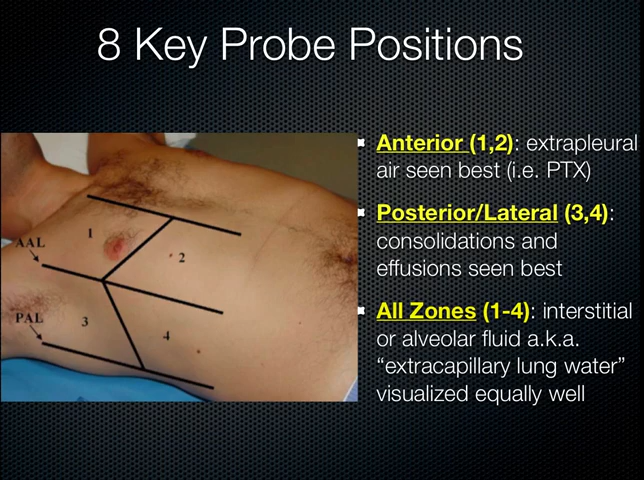 8 Key Probe Positions
1
2
AAL
3
4
PAL
Anterior (1,2): extrapleural
air seen best (i.e. PTX)
Posterior/Lateral (3,4):
consolidations and
effusions seen best
All Zones (1-4): interstitial
or alveolar fluid a.k.a.
“extracapillary lung water”
visualized equally well